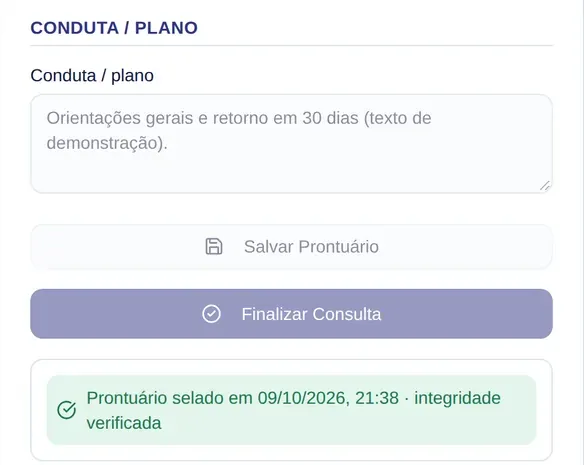 CONDUTA / PLANO
Conduta / plano
Orientações gerais e retorno em 30 dias (texto de
demonstração).
Salvar Prontuário
Finalizar Consulta
Prontuário selado em 09/10/2026, 21:38 · integridade
verificada